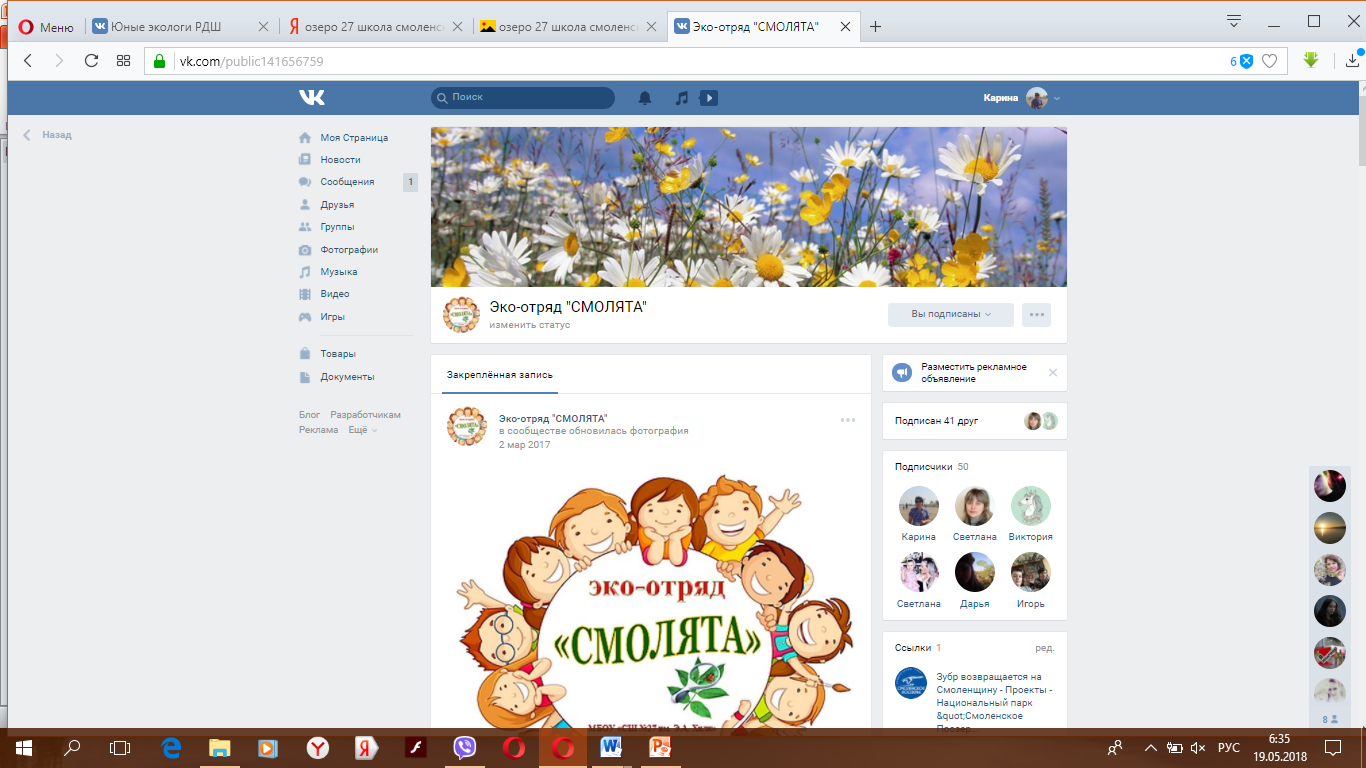 Меню
Юные экологи РДШ
озеро 27 школа смоленс
озеро 27 школа смоленс
Эко-отряд "СМОЛЯТА"
vk.com/public141656759
6
Поиск
Карина
Назад
Моя Страница
Новости
Сообщения 1
Друзья
Группы
Фотографии
Музыка
Видео
Игры
Товары
Документы
Блог Разработчикам
Реклама Ещё
Эко-отряд "СМОЛЯТА"
изменить статус
Вы подписаны
Закреплённая запись
Эко-отряд "СМОЛЯТА"
в сообществе обновилась фотография
2 мар 2017
эко-отряд
«СМОЛЯТА»
Разместить рекламное
объявление
Подписан 41 друг
Подписчики 50
Карина Светлана Виктория
Светлана Дарья Игорь
Ссылки 1 ред.
Зубр возвращается на
Смоленщину - Проекты -
Национальный парк
&quot;Смоленское
8
РУС
6:35
19.05.2018